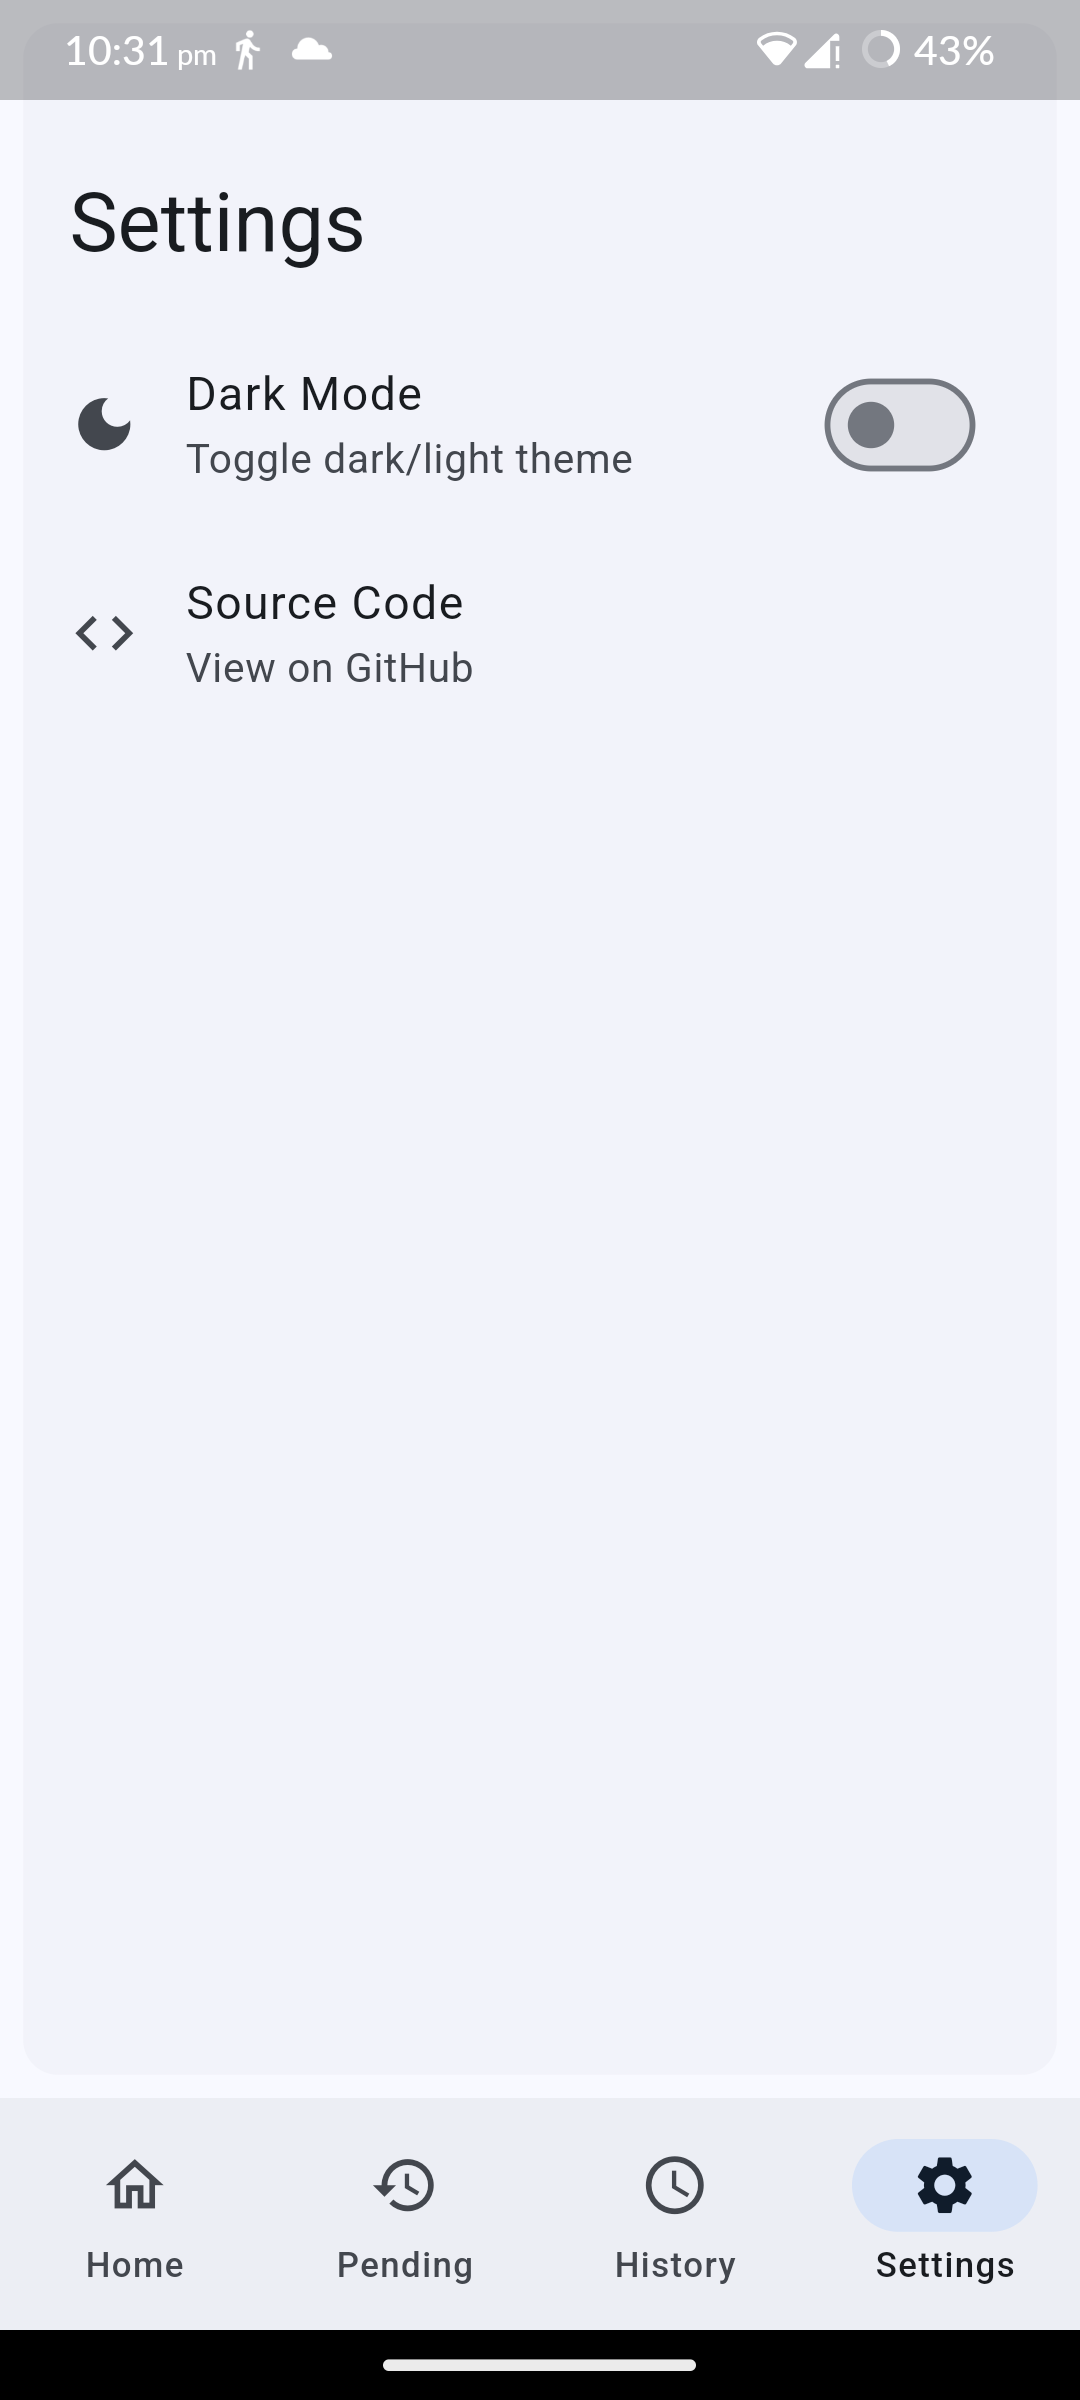 10:31 pm 43%
Settings
Dark Mode
Toggle dark/light theme
Source Code
View on GitHub
Home Pending History Settings